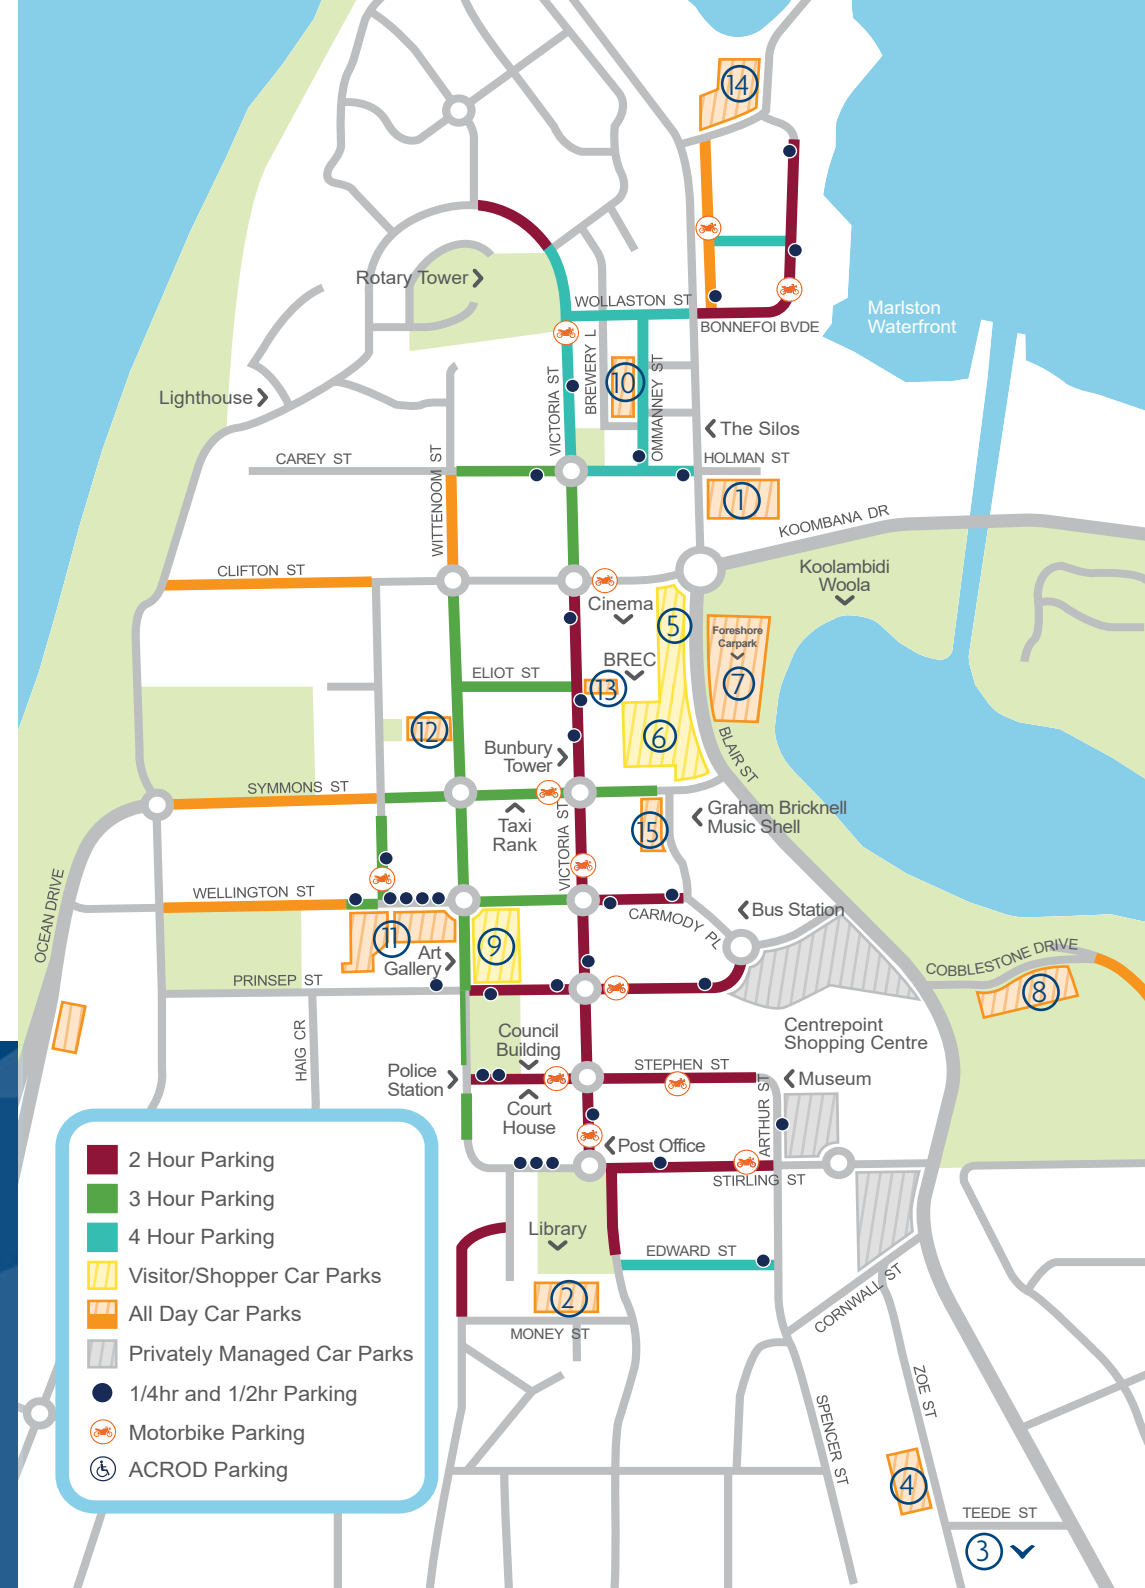 14
Rotary Tower
WOLLASTON ST
BONNEFOI BVDE
Marlston
Waterfront
BREWERY L
VICTORIA ST
10
OMMANNEY ST
Lighthouse
The Silos
CAREY ST
WITTENOOM ST
HOLMAN ST
1
KOOMBANA DR
CLIFTON ST
Koolambidi
Woola
Cinema
5
Foreshore
Carpark
7
BREC
ELIOT ST
13
12
6
BLAIR ST
Bunbury
Tower
SYMMONS ST
VICTORIA ST
Taxi
Rank
15
Graham Bricknell
Music Shell
OCEAN DRIVE
WELLINGTON ST
CARMODY PL
Bus Station
11
Art
Gallery
9
COBBLESTONE DRIVE
8
PRINSEP ST
HAIG CR
Council
Building
Centrepoint
Shopping Centre
STEPHEN ST
Police
Station
Museum
ARTHUR ST
Court
House
Post Office
STIRLING ST
Library
EDWARD ST
2
MONEY ST
CORNWALL ST
ZOE ST
SPENCER ST
4
TEEDE ST
3
2 Hour Parking
3 Hour Parking
4 Hour Parking
Visitor/Shopper Car Parks
All Day Car Parks
Privately Managed Car Parks
1/4hr and 1/2hr Parking
Motorbike Parking
ACROD Parking